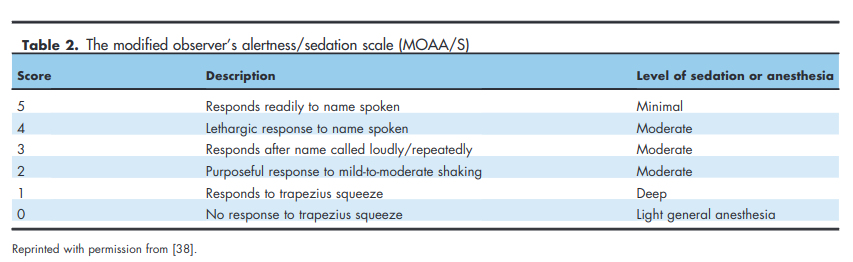 Table 2. The modified observer's alertness/sedation scale (MOAA/S)
Score Description Level of sedation or anesthesia
5 Responds readily to name spoken Minimal
4 Lethargic response to name spoken Moderate
3 Responds after name called loudly/repeatedly Moderate
2 Purposeful response to mild-to-moderate shaking Moderate
1 Responds to trapezius squeeze Deep
0 No response to trapezius squeeze Light general anesthesia
Reprinted with permission from [38].